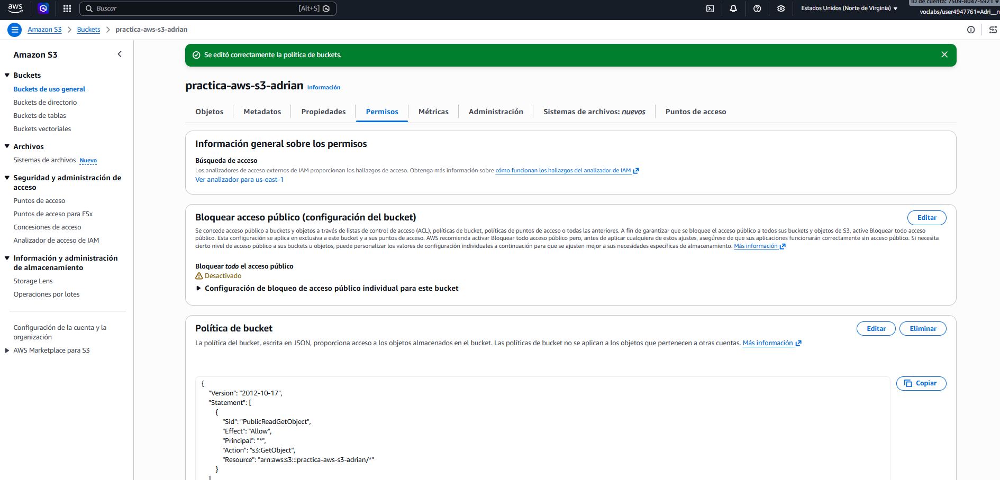 aws
Buscar
[Alt+S]
Estados Unidos (Norte de Virginia)
ID de cuenta: 7509-8047-5921
voclabs/user4947761=Adri__n
Amazon S3
Buckets
practica-aws-s3-adrian
Amazon S3
Buckets
Buckets de uso general
Buckets de directorio
Buckets de tablas
Buckets vectoriales
Archivos
Sistemas de archivos Nuevo
Seguridad y administración de
acceso
Puntos de acceso
Puntos de acceso para FSx
Concesiones de acceso
Analizador de acceso de IAM
Información y administración
de almacenamiento
Storage Lens
Operaciones por lotes
Configuración de la cuenta y la
organización
AWS Marketplace para S3
Se editó correctamente la política de buckets.
practica-aws-s3-adrian Información
Objetos
Metadatos
Propiedades
Permisos
Métricas
Administración
Sistemas de archivos: nuevos
Puntos de acceso
Información general sobre los permisos
Búsqueda de acceso
Los analizadores de acceso externos de IAM proporcionan los hallazgos de acceso. Obtenga más información sobre cómo funcionan los hallazgos del analizador de IAM
Ver analizador para us-east-1
Bloquear acceso público (configuración del bucket)
Editar
Se concede acceso público a buckets y objetos a través de listas de control de acceso (ACL), políticas de bucket, políticas de puntos de acceso o todas las anteriores. A fin de garantizar que se bloquee el acceso público a todos sus buckets y objetos de S3, active Bloquear todo acceso
público. Esta configuración se aplica en exclusiva a este bucket y a sus puntos de acceso. AWS recomienda activar Bloquear todo acceso público pero, antes de aplicar cualquiera de estos ajustes, asegúrese de que sus aplicaciones funcionarán correctamente sin acceso público. Si necesita
cierto nivel de acceso público a sus buckets u objetos, puede personalizar los valores de configuración individuales a continuación para que se ajusten mejor a sus necesidades específicas de almacenamiento. Más información
Bloquear todo el acceso público
Desactivado
Configuración de bloqueo de acceso público individual para este bucket
Política de bucket
Editar
Eliminar
La política del bucket, escrita en JSON, proporciona acceso a los objetos almacenados en el bucket. Las políticas de bucket no se aplican a los objetos que pertenecen a otras cuentas. Más información
Copiar
{
"Version": "2012-10-17",
"Statement": [
{
"Sid": "PublicReadGetObject",
"Effect": "Allow",
"Principal": "*",
"Action": "s3:GetObject",
"Resource": "arn:aws:s3:::practica-aws-s3-adrian/*"
}
]